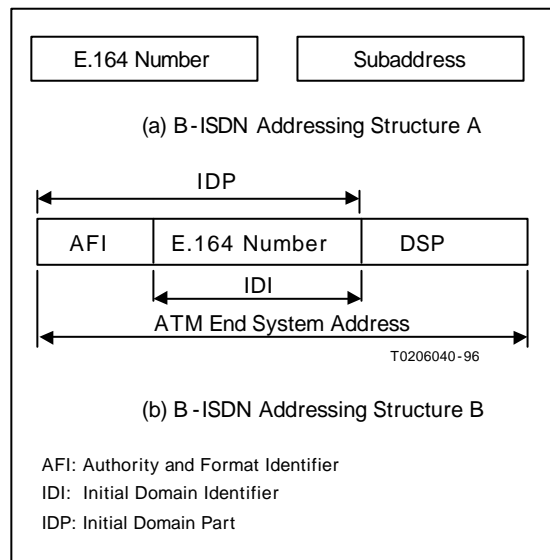 E.164 Number Subaddress
(a) B-ISDN Addressing Structure A
IDP
AFI E.164 Number DSP
IDI
ATM End System Address
T0206040-96
(b) B-ISDN Addressing Structure B
AFI: Authority and Format Identifier
IDI: Initial Domain Identifier
IDP: Initial Domain Part